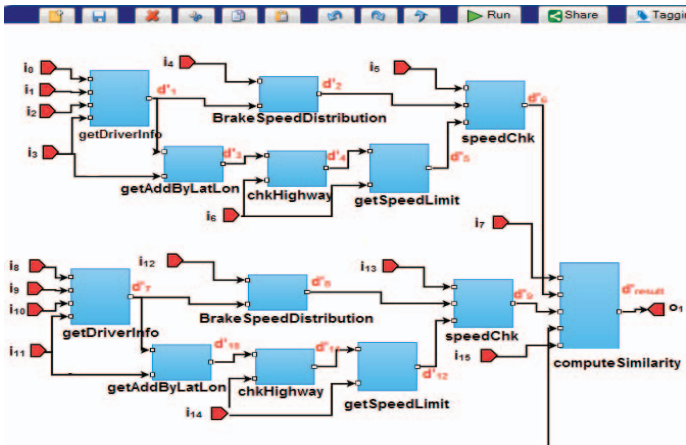 Run Share Taggin
i4 i5
i0
i1
i2
i3
d'1 d'2 d'6
getDriverInfo BrakeSpeedDistribution speedChk
d'3 d'4 d'5
getAddByLatLon chkHighway getSpeedLimit
i6
i7
i8 i12 i13
i9
i10
i11
d'7 d'8 d'9 d'result o1
getDriverInfo BrakeSpeedDistribution speedChk
i15 computeSimilarity
d'10 d'11 d'12
getAddByLatLon chkHighway getSpeedLimit
i14